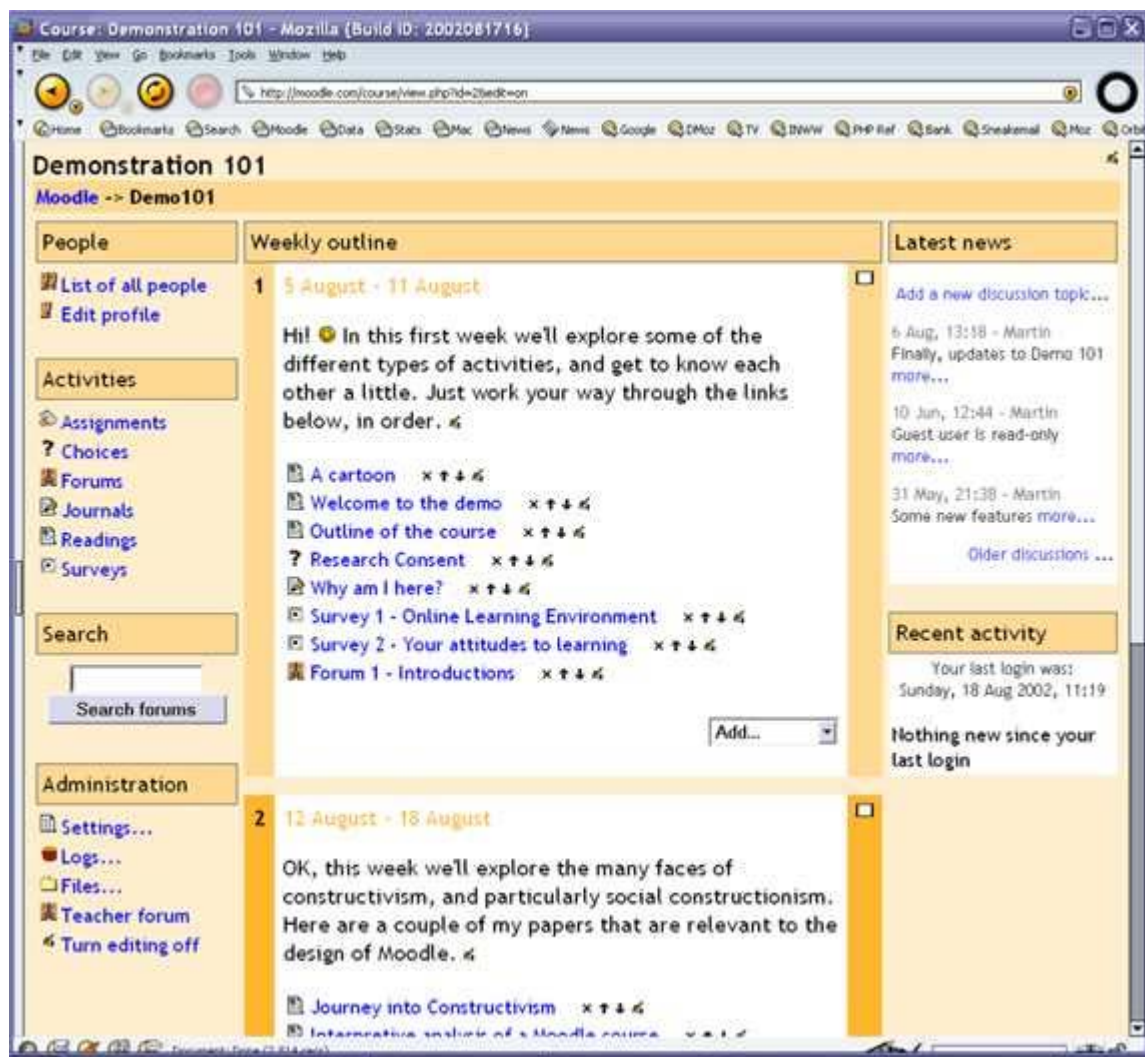 Course: Demonstration 101 - Mozilla {Build ID: 2002081716}
File Edit View Go Bookmarks Tools Window Help
http://moodle.com/course/view.php?id=2&edit=on
Home Bookmarks Search Moodle Data Stats Mac News News Google DMoz TV INWW PHP Ref Bank Sneakemail Moz Orbit
Demonstration 101
Moodle -> Demo101
People
List of all people
Edit profile
Activities
Assignments
? Choices
Forums
Journals
Readings
Surveys
Search
Search forums
Administration
Settings...
Logs...
Files...
Teacher forum
Turn editing off
Weekly outline
1 5 August - 11 August
Hi! In this first week we'll explore some of the
different types of activities, and get to know each
other a little. Just work your way through the links
below, in order.
A cartoon
Welcome to the demo
Outline of the course
? Research Consent
Why am I here?
Survey 1 - Online Learning Environment
Survey 2 - Your attitudes to learning
Forum 1 - Introductions
Add...
2 12 August - 18 August
OK, this week we'll explore the many faces of
constructivism, and particularly social constructionism.
Here are a couple of my papers that are relevant to the
design of Moodle.
Journey into Constructivism
Interpretive analysis of a Moodle course
Latest news
Add a new discussion topic...
6 Aug, 13:18 - Martin
Finally, updates to Demo 101
more...
10 Jun, 12:44 - Martin
Guest user is read-only
more...
31 May, 21:38 - Martin
Some new features more...
Older discussions ...
Recent activity
Your last login was:
Sunday, 18 Aug 2002, 11:19
Nothing new since your
last login